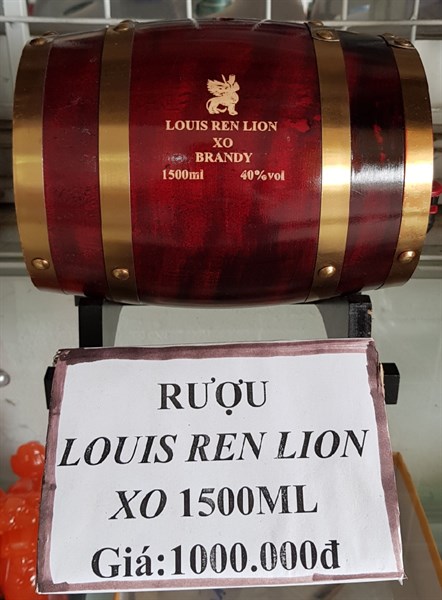 LOUIS REN LION
XO
BRANDY
1500ml 40%vol
RƯỢU
LOUIS REN LION
XO 1500ML
Giá:1000.000đ